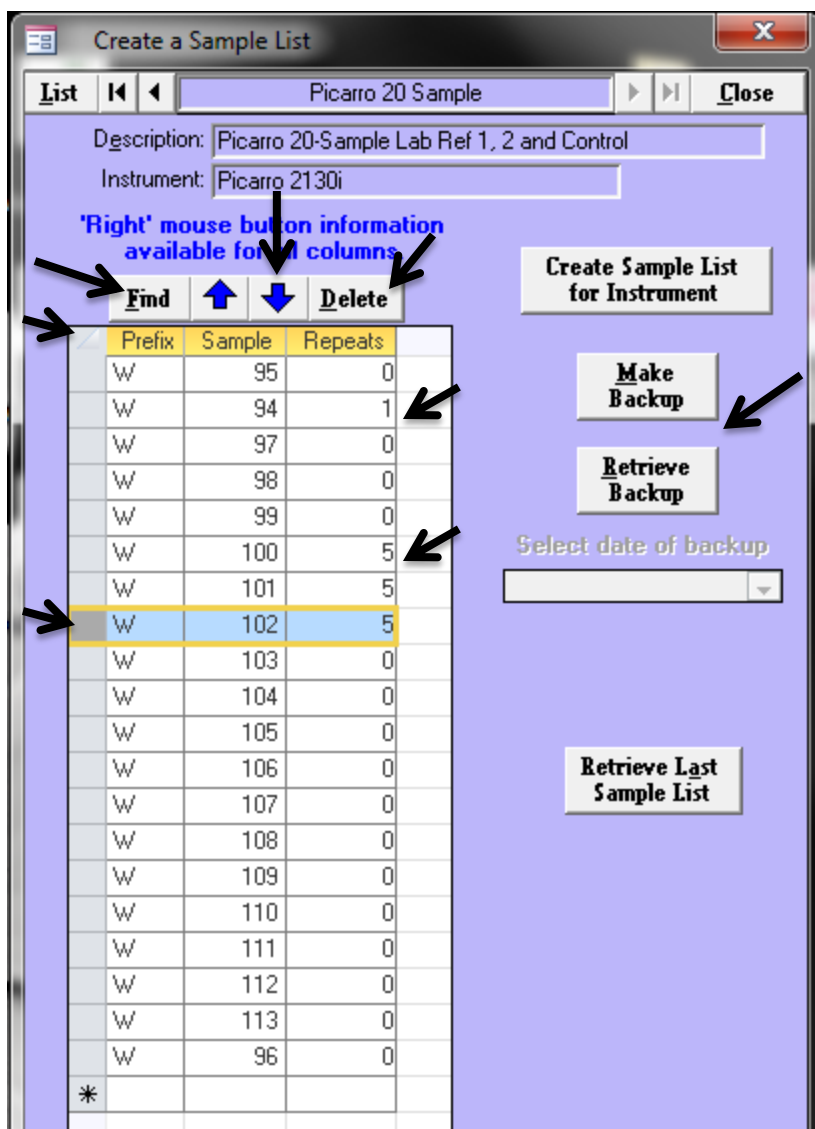 Create a Sample List
List Picarro 20 Sample Close
Description: Picarro 20-Sample Lab Ref 1, 2 and Control
Instrument: Picarro 2130i
'Right' mouse button information
available for all columns
Create Sample List
for Instrument
Find Delete
Prefix Sample Repeats
W 95 0
W 94 1
W 97 0
W 98 0
W 99 0
W 100 5
W 101 5
W 102 5
W 103 0
W 104 0
W 105 0
W 106 0
W 107 0
W 108 0
W 109 0
W 110 0
W 111 0
W 112 0
W 113 0
W 96 0
*
Make
Backup
Retrieve
Backup
Select date of backup
Retrieve Last
Sample List